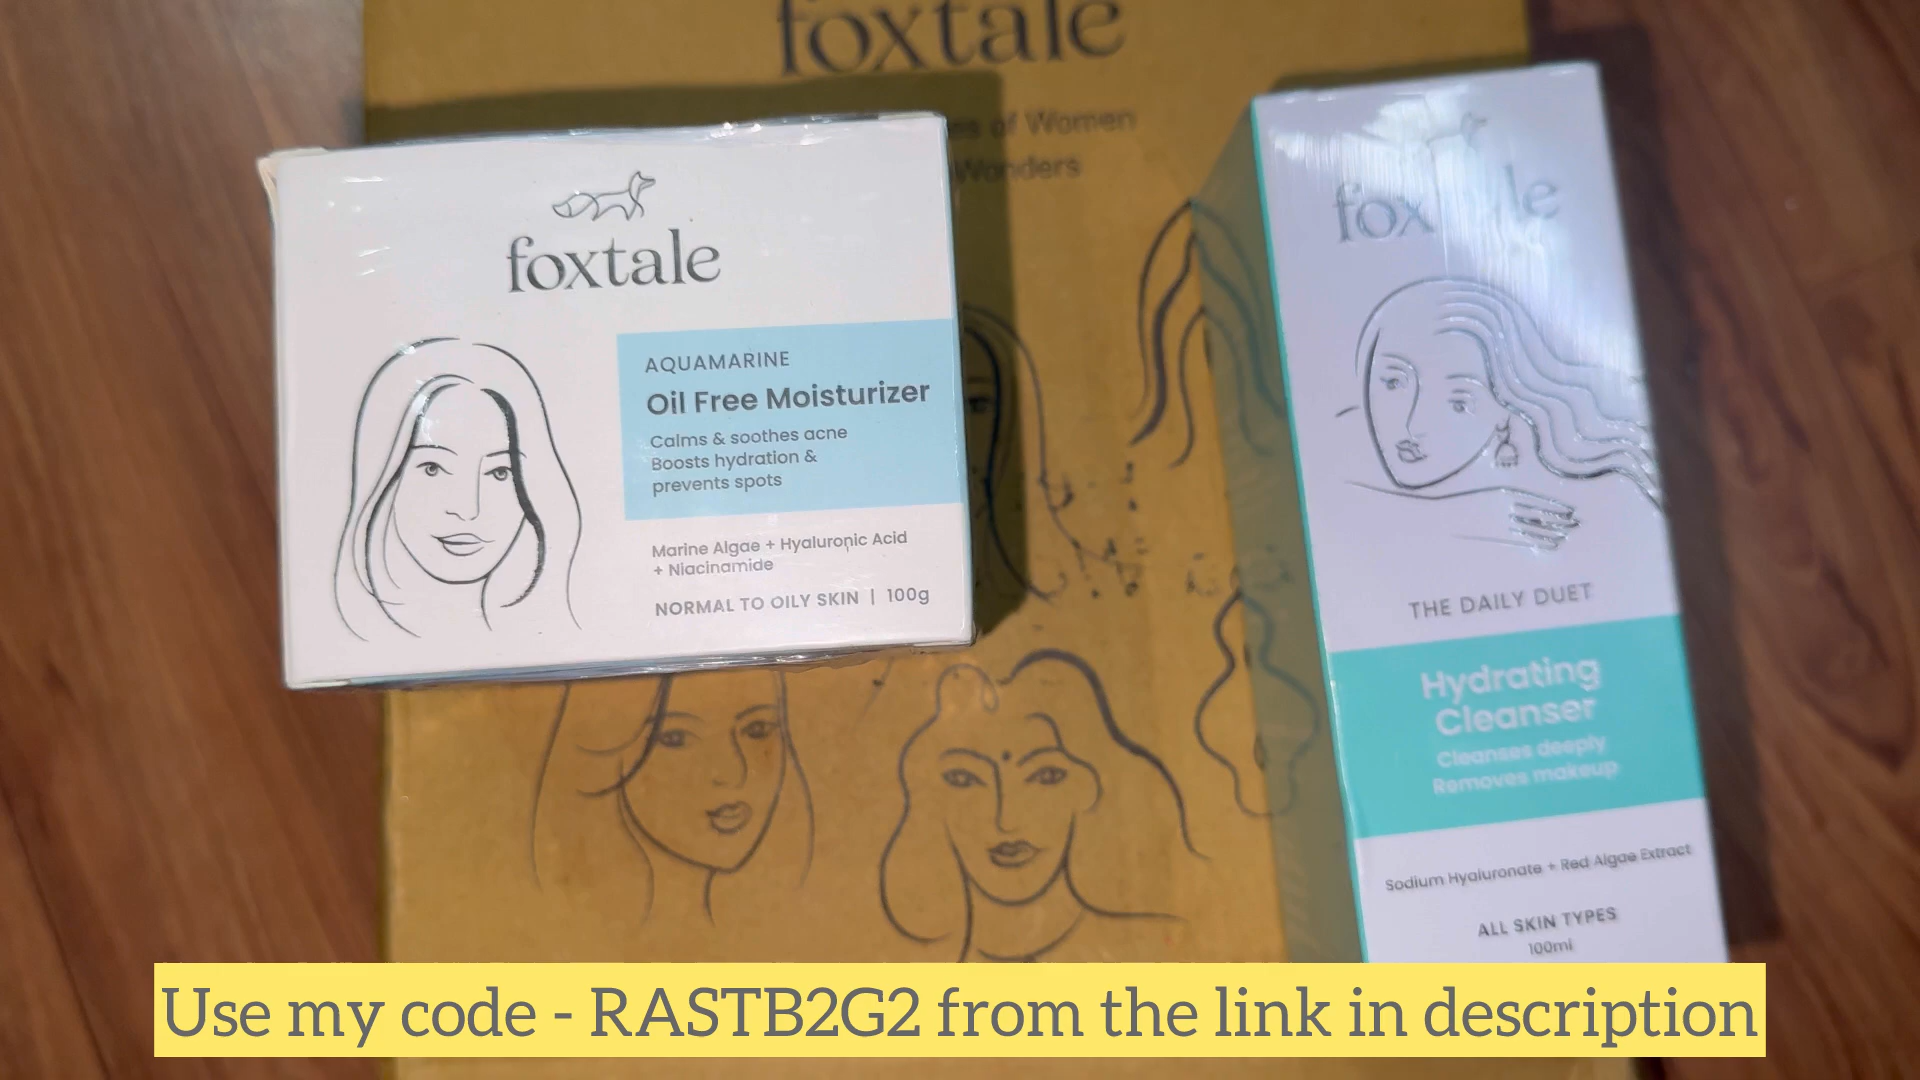 foxtale
es of Women
Wonders
foxtale
AQUAMARINE
Oil Free Moisturizer
Calms & soothes acne
Boosts hydration &
prevents spots
Marine Algae + Hyaluronic Acid
+ Niacinamide
NORMAL TO OILY SKIN | 100g
foxtale
THE DAILY DUET
Hydrating
Cleanser
Cleanses deeply
Removes makeup
Sodium Hyaluronate + Red Algae Extract
ALL SKIN TYPES
100ml
Use my code - RASTB2G2 from the link in description